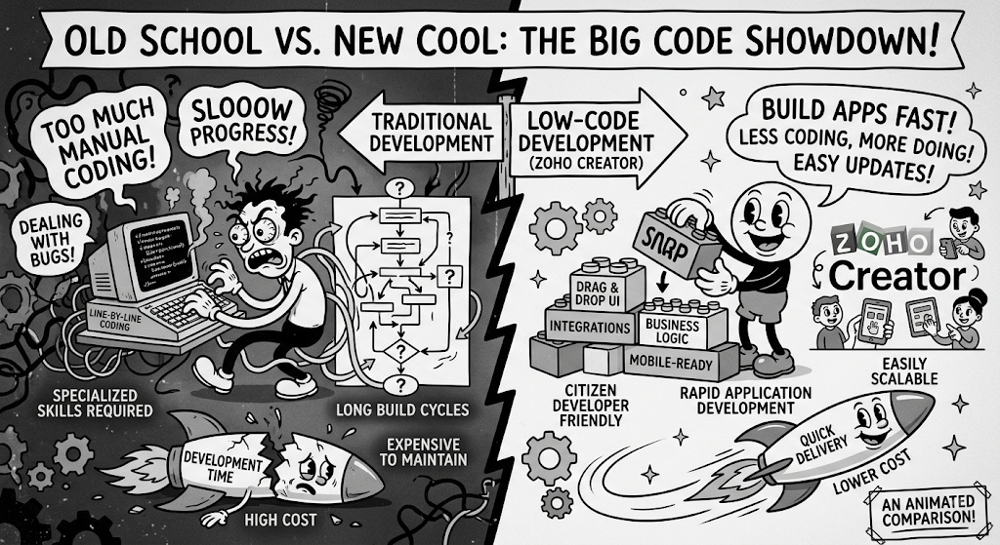 OLD SCHOOL VS. NEW COOL: THE BIG CODE SHOWDOWN!
TOO MUCH
MANUAL
CODING!
SLOOOW
PROGRESS!
DEALING
WITH
BUGS!
LINE-BY-LINE
CODING
TRADITIONAL
DEVELOPMENT
?
?
?
?
?
SPECIALIZED
SKILLS REQUIRED
LONG BUILD CYCLES
DEVELOPMENT
TIME
EXPENSIVE
TO MAINTAIN
HIGH COST
LOW-CODE
DEVELOPMENT
(ZOHO CREATOR)
BUILD APPS FAST!
LESS CODING, MORE DOING!
EASY UPDATES!
SNAP
DRAG &
DROP UI
INTEGRATIONS
BUSINESS
LOGIC
MOBILE-READY
ZOHO
Creator
CITIZEN
DEVELOPER
FRIENDLY
RAPID APPLICATION
DEVELOPMENT
EASILY
SCALABLE
QUICK
DELIVERY
LOWER COST
AN ANIMATED
COMPARISON!